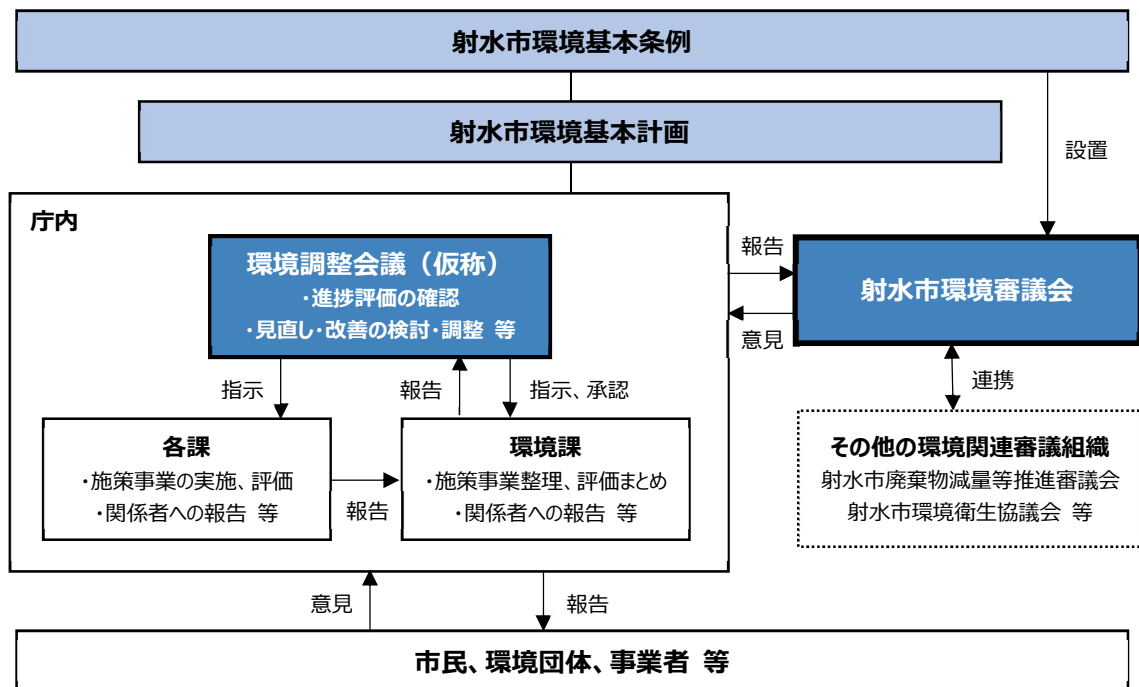 射水市環境基本条例
射水市環境基本計画
設置
庁内
環境調整会議（仮称）
・進捗評価の確認
・見直し・改善の検討・調整 等
報告
意見
射水市環境審議会
指示
報告
指示、承認
連携
各課
・施策事業の実施、評価
・関係者への報告 等
報告
環境課
・施策事業整理、評価まとめ
・関係者への報告 等
その他の環境関連審議組織
射水市廃棄物減量等推進審議会
射水市環境衛生協議会 等
意見
報告
市民、環境団体、事業者 等